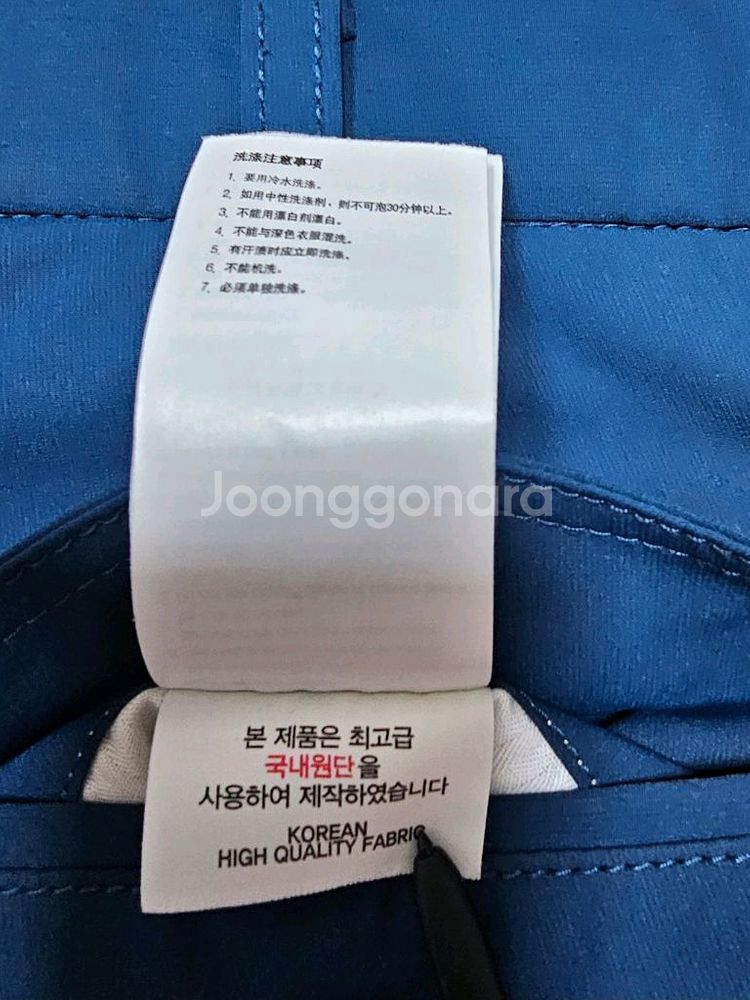 洗涤注意事项
1. 要用冷水洗涤。
2. 如用中性洗涤剂，则不可泡30分钟以上。
3. 不能用漂白剂漂白。
4. 不能与深色衣服混洗。
5. 有汗渍时应立即洗涤。
6. 不能机洗。
7. 必须单独洗涤。
Joonggonara
본 제품은 최고급
국내원단을
사용하여 제작하였습니다
KOREAN
HIGH QUALITY FABRIC